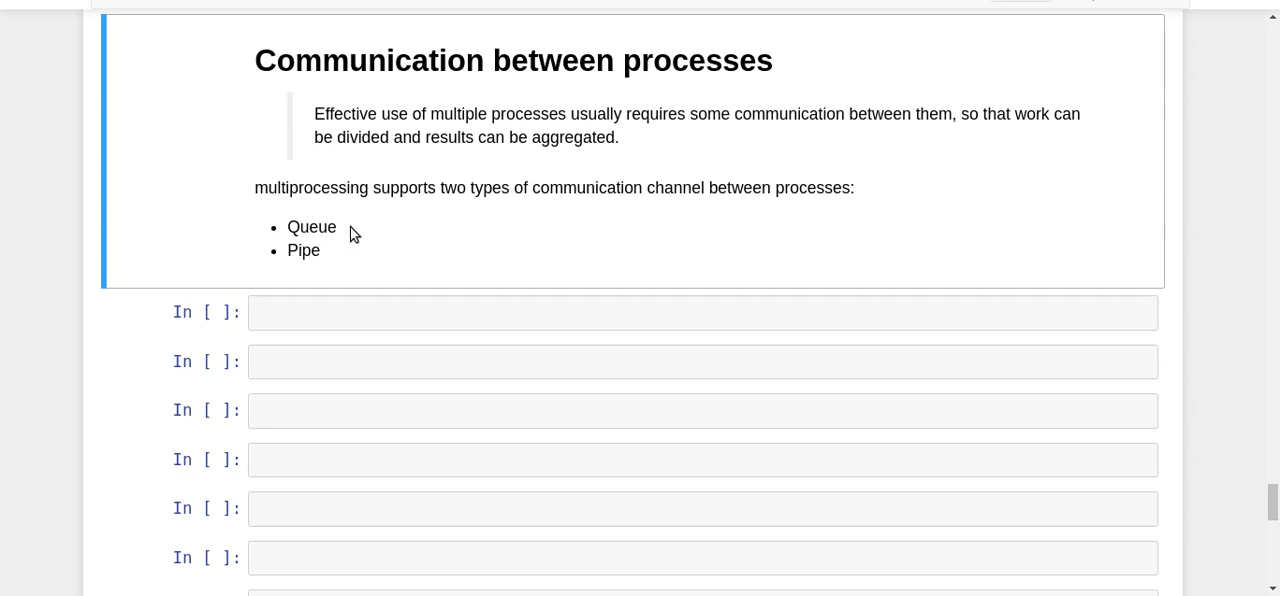 Communication between processes
Effective use of multiple processes usually requires some communication between them, so that work can
be divided and results can be aggregated.
multiprocessing supports two types of communication channel between processes:
• Queue
• Pipe
In [ ]:
In [ ]:
In [ ]:
In [ ]:
In [ ]:
In [ ]: